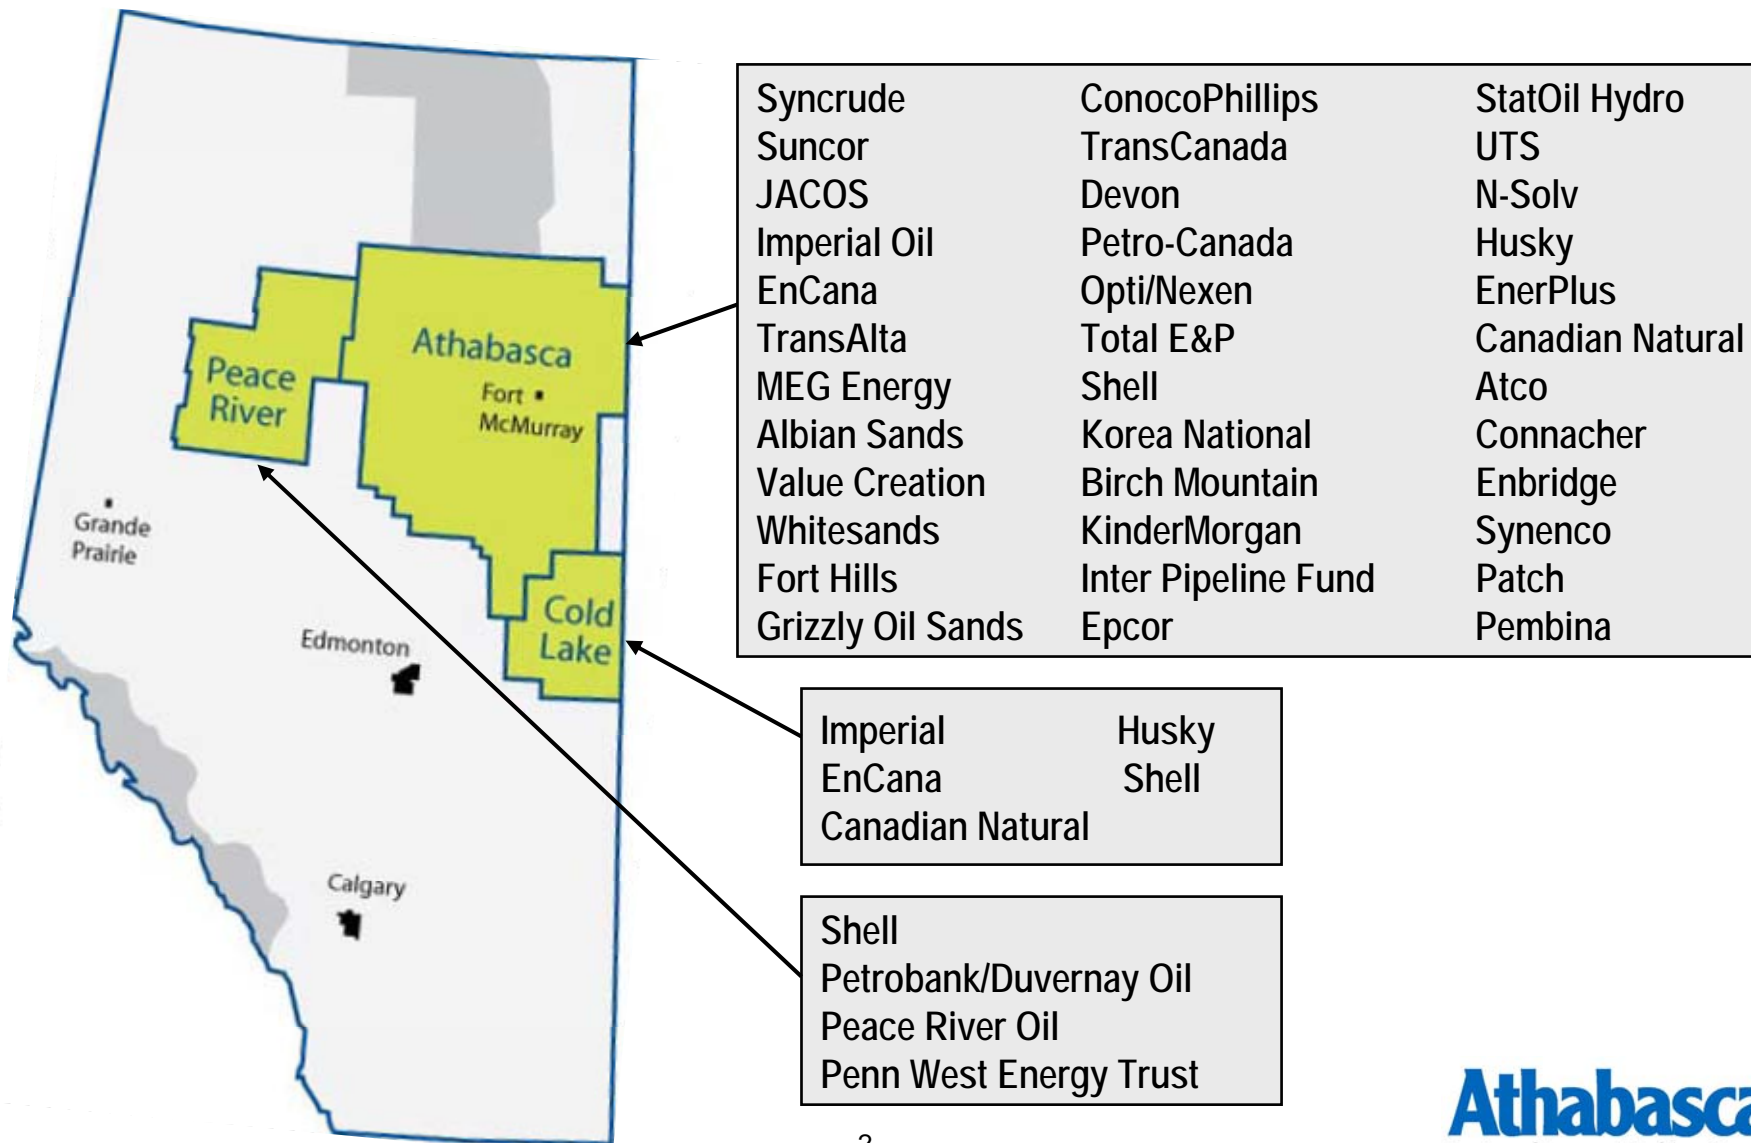 Athabasca
Fort
McMurray
Peace
River
Grande
Prairie
Cold
Lake
Edmonton
Calgary
Syncrude ConocoPhillips StatOil Hydro
Suncor TransCanada UTS
JACOS Devon N-Solv
Imperial Oil Petro-Canada Husky
EnCana Opti/Nexen EnerPlus
TransAlta Total E&P Canadian Natural
MEG Energy Shell Atco
Albian Sands Korea National Connacher
Value Creation Birch Mountain Enbridge
Whitesands KinderMorgan Synenco
Fort Hills Inter Pipeline Fund Patch
Grizzly Oil Sands Epcor Pembina
Imperial Husky
EnCana Shell
Canadian Natural
Shell
Petrobank/Duvernay Oil
Peace River Oil
Penn West Energy Trust
Athabasca